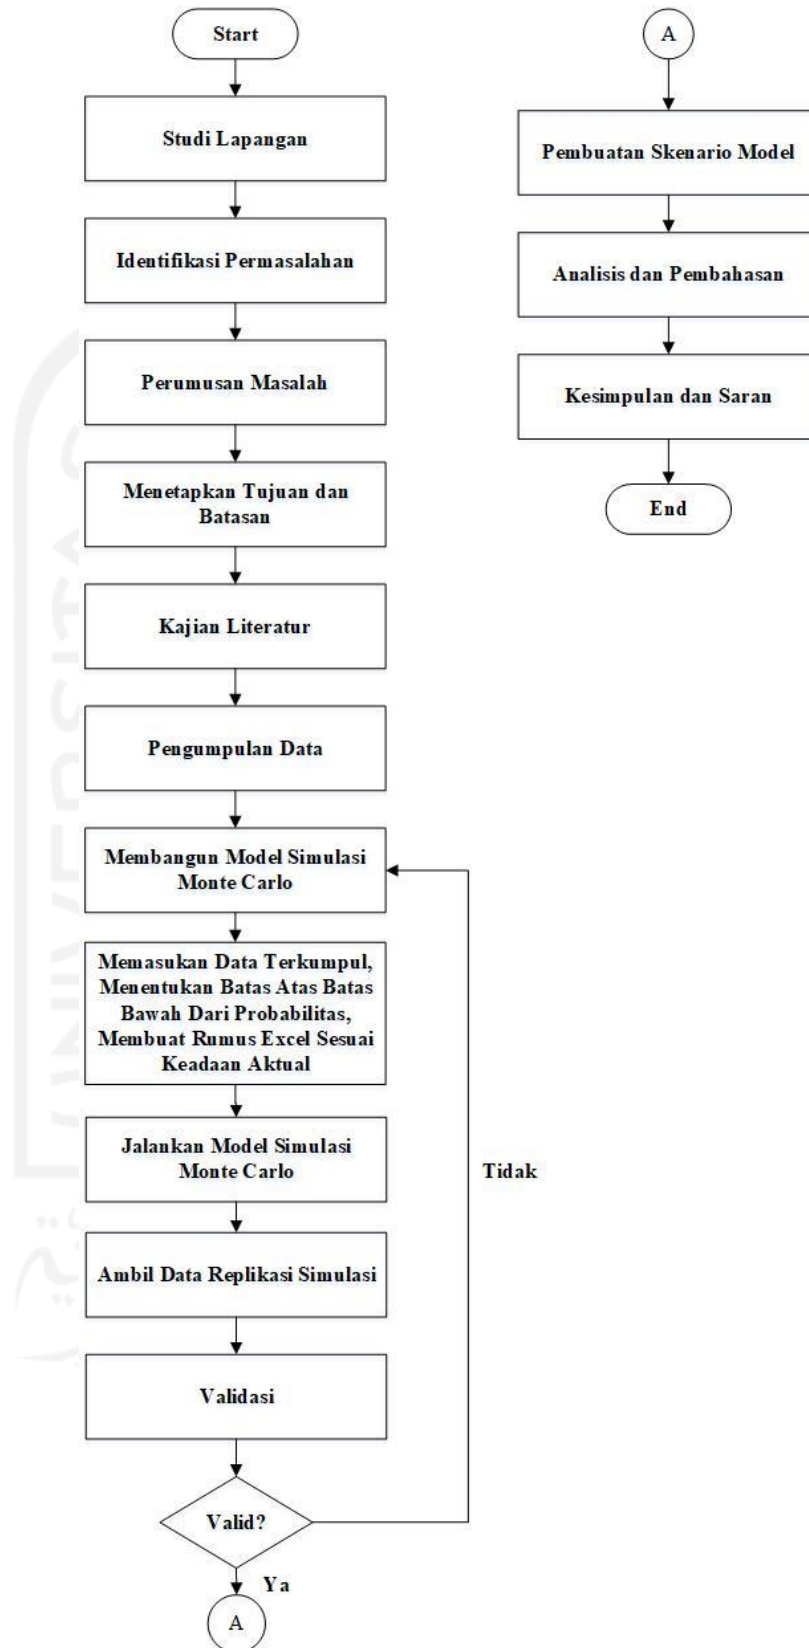 Start
Studi Lapangan
Identifikasi Permasalahan
Perumusan Masalah
Menetapkan Tujuan dan
Batasan
Kajian Literatur
Pengumpulan Data
Membangun Model Simulasi
Monte Carlo
Memasukan Data Terkumpul,
Menentukan Batas Atas Batas
Bawah Dari Probabilitas,
Membuat Rumus Excel Sesuai
Keadaan Aktual
Jalankan Model Simulasi
Monte Carlo
Ambil Data Replikasi Simulasi
Validasi
Valid?
Tidak
Ya
A
A
Pembuatan Skenario Model
Analisis dan Pembahasan
Kesimpulan dan Saran
End